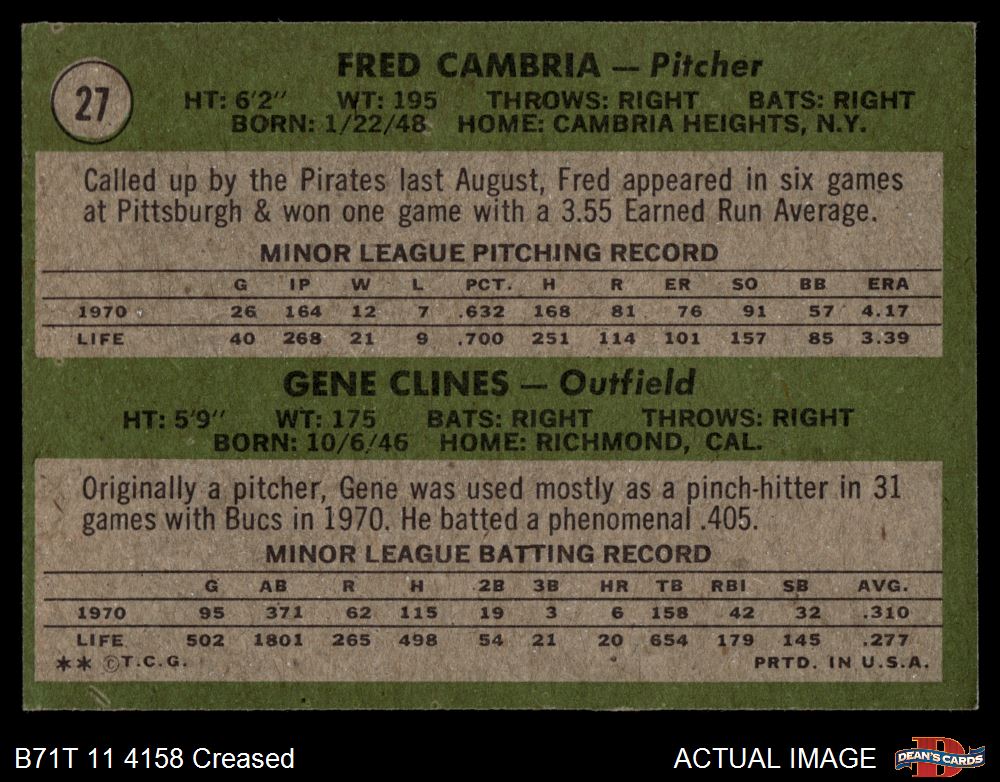 27
FRED CAMBRIA — Pitcher
HT: 6'2" WT: 195 THROWS: RIGHT BATS: RIGHT
BORN: 1/22/48 HOME: CAMBRIA HEIGHTS, N.Y.
Called up by the Pirates last August, Fred appeared in six games
at Pittsburgh & won one game with a 3.55 Earned Run Average.
MINOR LEAGUE PITCHING RECORD
G IP W L PCT. H R ER SO BB ERA
1970 26 164 12 7 .632 168 81 76 91 57 4.17
LIFE 40 268 21 9 .700 251 114 101 157 85 3.39
GENE CLINES — Outfield
HT: 5'9" WT: 175 BATS: RIGHT THROWS: RIGHT
BORN: 10/6/46 HOME: RICHMOND, CAL.
Originally a pitcher, Gene was used mostly as a pinch-hitter in 31
games with Bucs in 1970. He batted a phenomenal .405.
MINOR LEAGUE BATTING RECORD
G AB R H 2B 3B HR TB RBI SB AVG.
1970 95 371 62 115 19 3 6 158 42 32 .310
LIFE 502 1801 265 498 54 21 20 654 179 145 .277
** ©T.C.G. PRTD. IN U.S.A.
B71T 11 4158 Creased ACTUAL IMAGE DEAN'S CARDS